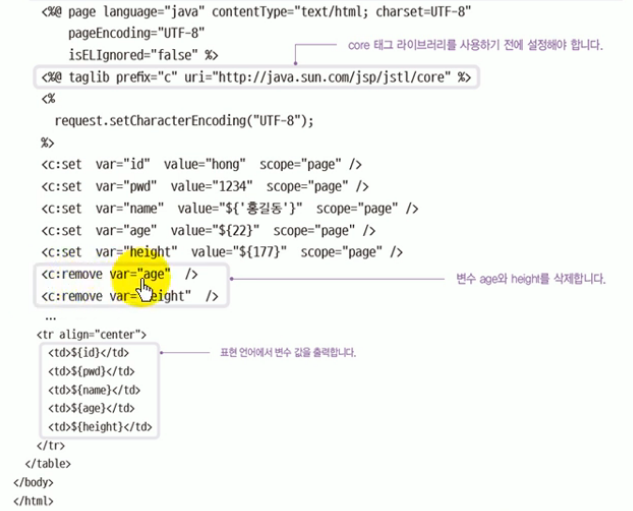 <%@ page language="java" contentType="text/html; charset=UTF-8"
pageEncoding="UTF-8"
isELIgnored="false" %>
core 태그 라이브러리를 사용하기 전에 설정해야 합니다.
<%@ taglib prefix="c" uri="http://java.sun.com/jsp/jstl/core" %>
<%
request.setCharacterEncoding("UTF-8");
%>
<c:set var="id" value="hong" scope="page" />
<c:set var="pwd" value="1234" scope="page" />
<c:set var="name" value="${'홍길동'}" scope="page" />
<c:set var="age" value="${22}" scope="page" />
<c:set var="height" value="${177}" scope="page" />
<c:remove var="age" />
변수 age와 height를 삭제합니다.
<c:remove var="height" />
...
<tr align="center">
<td>${id}</td>
표현 언어에서 변수 값을 출력합니다.
<td>${pwd}</td>
<td>${name}</td>
<td>${age}</td>
<td>${height}</td>
</tr>
</table>
</body>
</html>